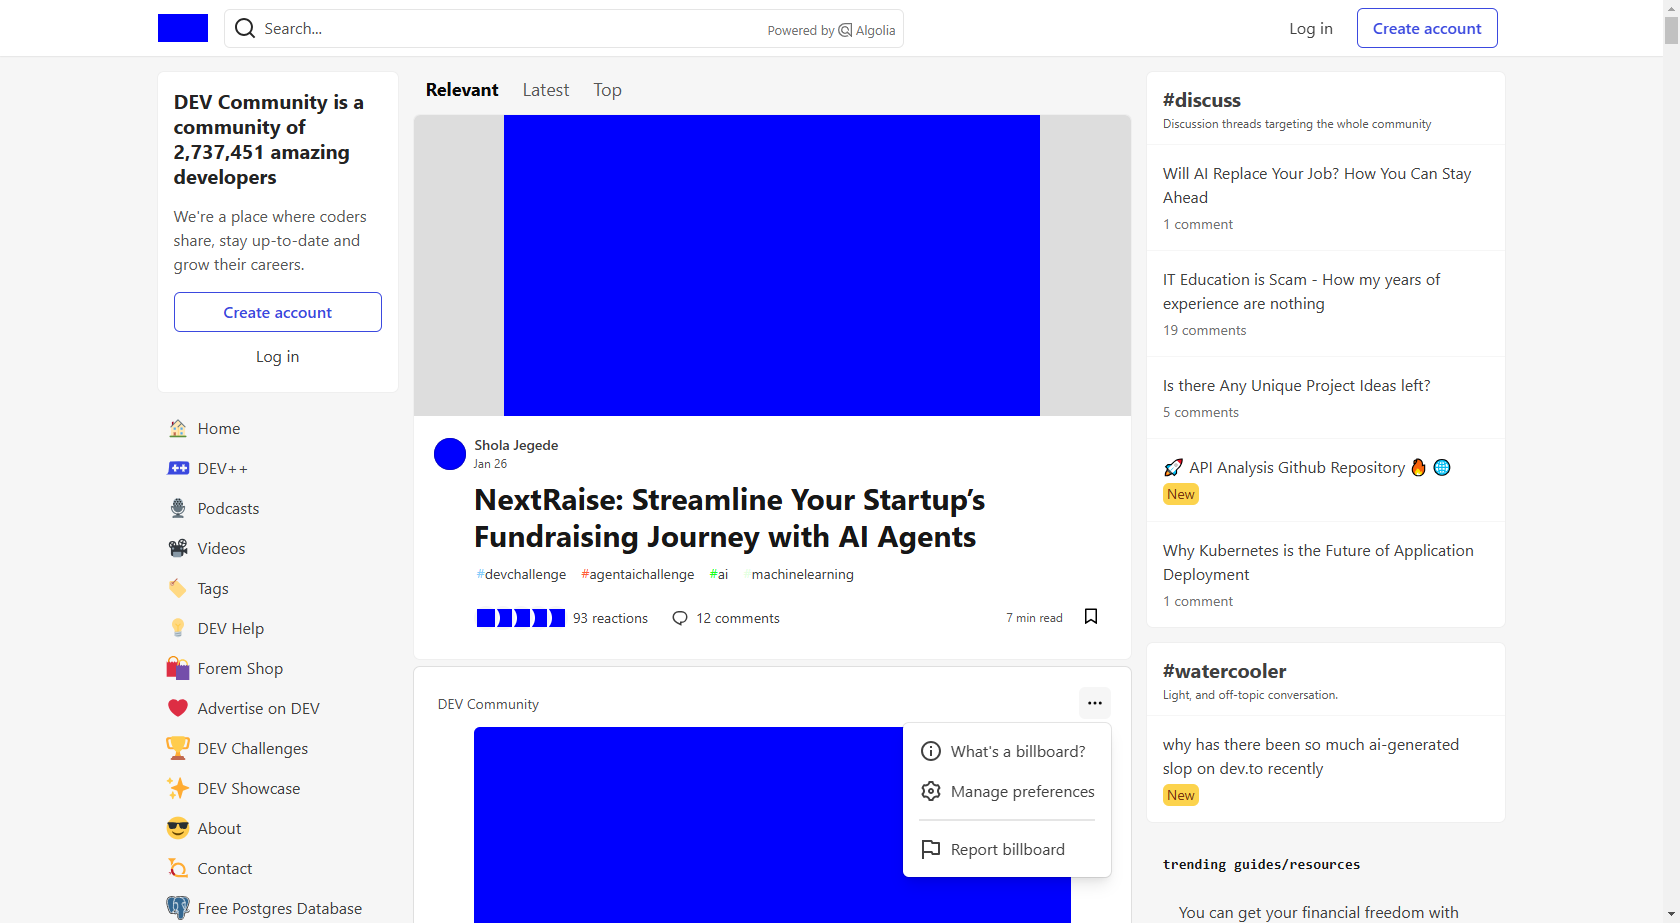 Search...
Powered by Algolia
Log in
Create account
DEV Community is a
community of
2,737,451 amazing
developers
We're a place where coders
share, stay up-to-date and
grow their careers.
Create account
Log in
Home
DEV++
Podcasts
Videos
Tags
DEV Help
Forem Shop
Advertise on DEV
DEV Challenges
DEV Showcase
About
Contact
Free Postgres Database
Relevant
Latest
Top
Shola Jegede
Jan 26
NextRaise: Streamline Your Startup’s
Fundraising Journey with AI Agents
#devchallenge #agentaichallenge #ai machinelearning
93 reactions
12 comments
7 min read
DEV Community
What's a billboard?
Manage preferences
Report billboard
#discuss
Discussion threads targeting the whole community
Will AI Replace Your Job? How You Can Stay
Ahead
1 comment
IT Education is Scam - How my years of
experience are nothing
19 comments
Is there Any Unique Project Ideas left?
5 comments
🚀 API Analysis Github Repository 🔥 🌐
New
Why Kubernetes is the Future of Application
Deployment
1 comment
#watercooler
Light, and off-topic conversation.
why has there been so much ai-generated
slop on dev.to recently
New
trending guides/resources
You can get your financial freedom with